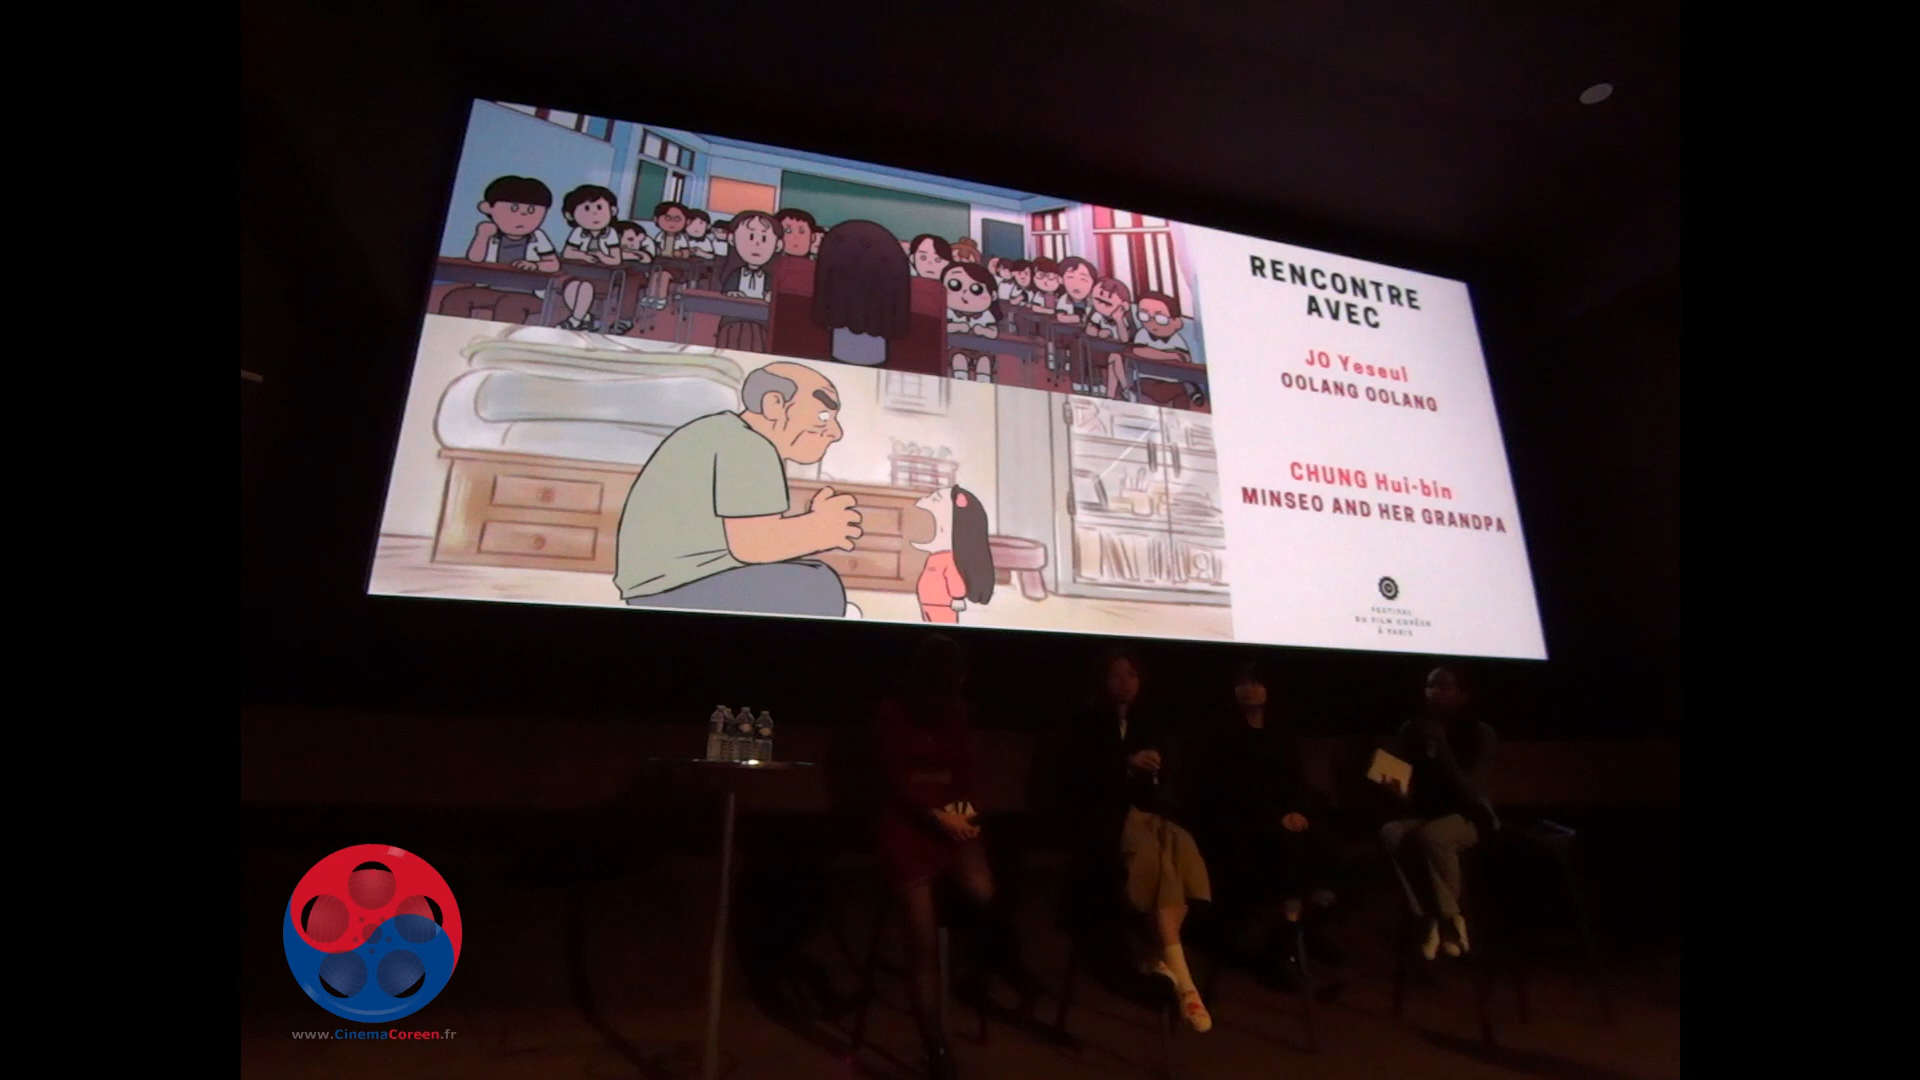 RENCONTRE
AVEC
JO Yeseul
OOLANG OOLANG
CHUNG Hui-bin
MINSEO AND HER GRANDPA
FESTIVAL
DU FILM CORÉEN
À PARIS
www.CinemaCoreen.fr